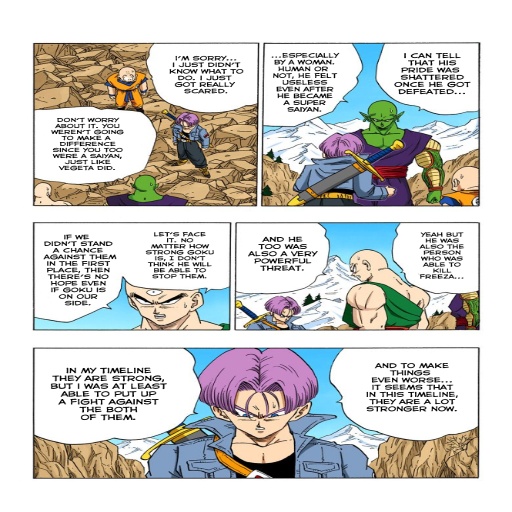 I'M SORRY...
I JUST DIDN'T
KNOW WHAT TO
DO. I JUST
GOT REALLY
SCARED.
DON'T WORRY
ABOUT IT. YOU
WEREN'T GOING
TO MAKE A
DIFFERENCE
SINCE YOU TOO
WERE A SAIYAN,
JUST LIKE
VEGETA DID.
I CAN TELL
THAT HIS
PRIDE WAS
SHATTERED
ONCE HE GOT
DEFEATED...
...ESPECIALLY
BY A WOMAN.
HUMAN OR
NOT, HE FELT
USELESS
EVEN AFTER
HE BECAME
A SUPER
SAIYAN.
LET'S FACE
IT. NO
MATTER HOW
STRONG GOKU
IS, I DON'T
THINK HE WILL
BE ABLE TO
STOP THEM.
IF WE
DIDN'T STAND
A CHANCE
AGAINST THEM
IN THE FIRST
PLACE, THEN
THERE'S NO
HOPE EVEN
IF GOKU IS
ON OUR
SIDE.
YEAH BUT
HE WAS
ALSO THE
PERSON
WHO WAS
ABLE TO
KILL
FREEZA...
AND HE
TOO WAS
ALSO A VERY
POWERFUL
THREAT.
AND TO MAKE
THINGS
EVEN WORSE...
IT SEEMS THAT
IN THIS TIMELINE,
THEY ARE A LOT
STRONGER NOW.
IN MY TIMELINE
THEY ARE STRONG,
BUT I WAS AT LEAST
ABLE TO PUT UP
A FIGHT AGAINST
THE BOTH
OF THEM.